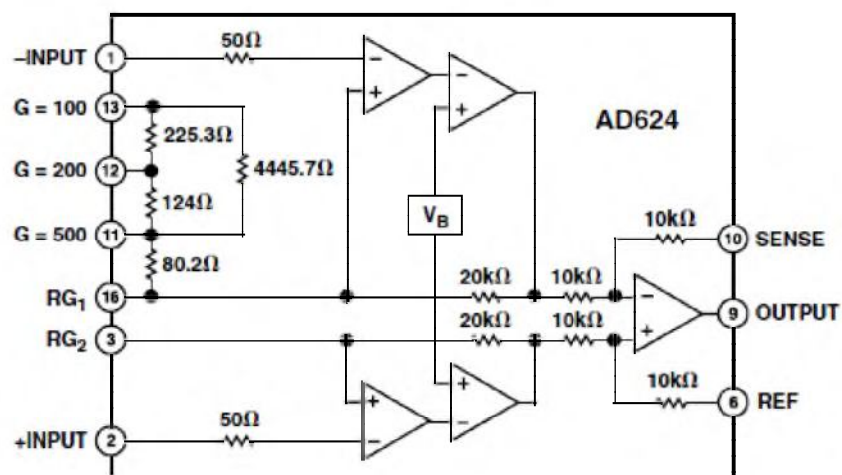 50Ω
–INPUT 1
− −
G = 100 13
+ +
225.3Ω
AD624
G = 200 12
4445.7Ω
124Ω
VB
10kΩ
G = 500 11
10 SENSE
80.2Ω
20kΩ 10kΩ
RG1 16
−
20kΩ 10kΩ
9 OUTPUT
RG2 3
+
10kΩ
+ +
6 REF
50Ω
− −
+INPUT 2